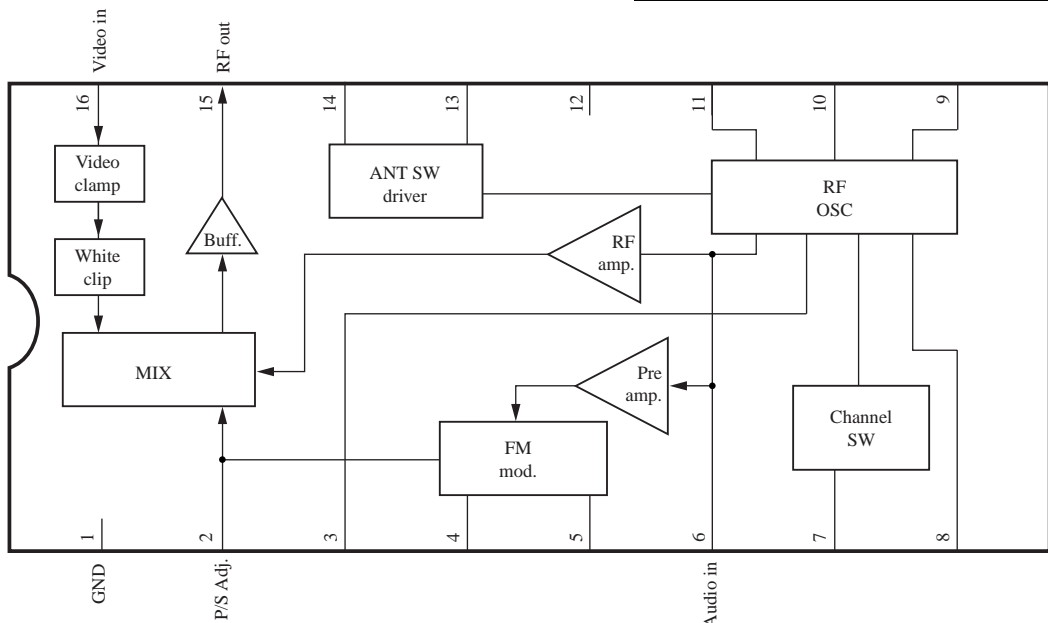 Video in
RF out
16
15
14
13
12
11
10
9
Video
clamp
ANT SW
driver
RF
OSC
Buff.
White
clip
RF
amp.
MIX
Pre
amp.
Channel
SW
FM
mod.
1
2
3
4
5
6
7
8
GND
P/S Adj.
Audio in